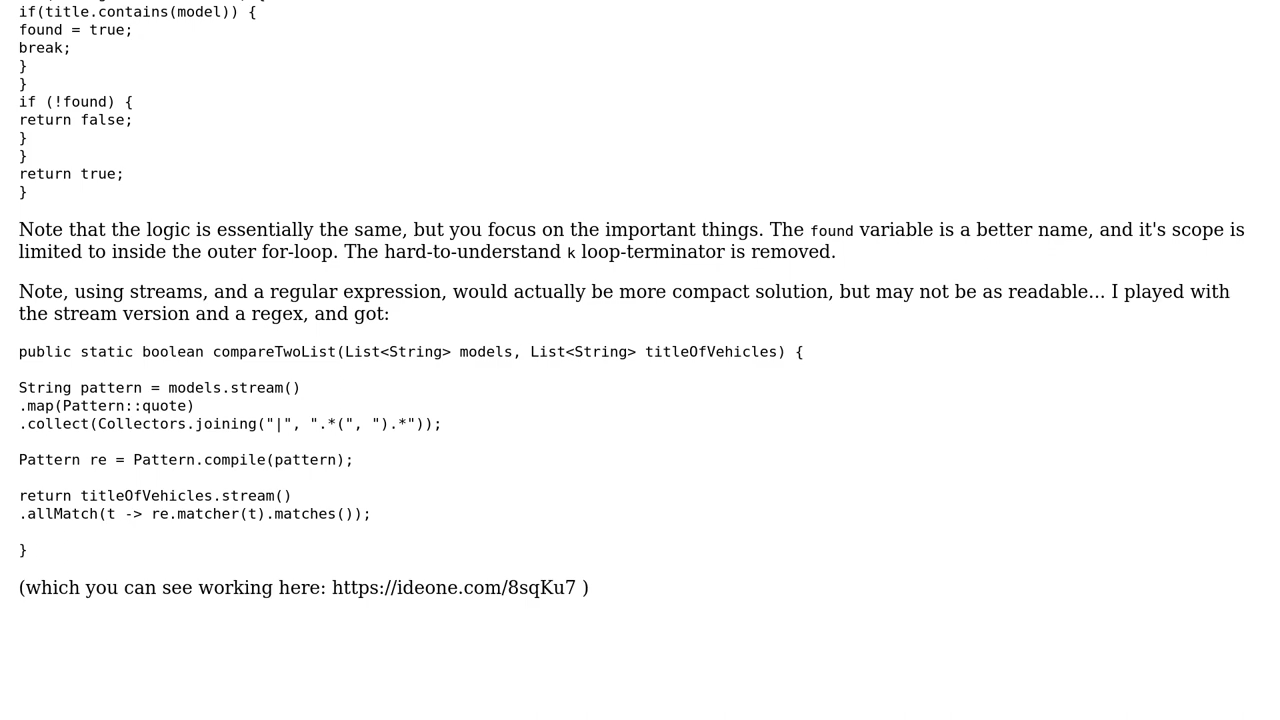 if(title.contains(model)) {
found = true;
break;
}
}
if (!found) {
return false;
}
}
return true;
}
Note that the logic is essentially the same, but you focus on the important things. The found variable is a better name, and it's scope is
limited to inside the outer for-loop. The hard-to-understand k loop-terminator is removed.
Note, using streams, and a regular expression, would actually be more compact solution, but may not be as readable... I played with
the stream version and a regex, and got:
public static boolean compareTwoList(List<String> models, List<String> titleOfVehicles) {
String pattern = models.stream()
.map(Pattern::quote)
.collect(Collectors.joining("|", ".*(", ").*"));
Pattern re = Pattern.compile(pattern);
return titleOfVehicles.stream()
.allMatch(t -> re.matcher(t).matches());
}
(which you can see working here: https://ideone.com/8sqKu7 )